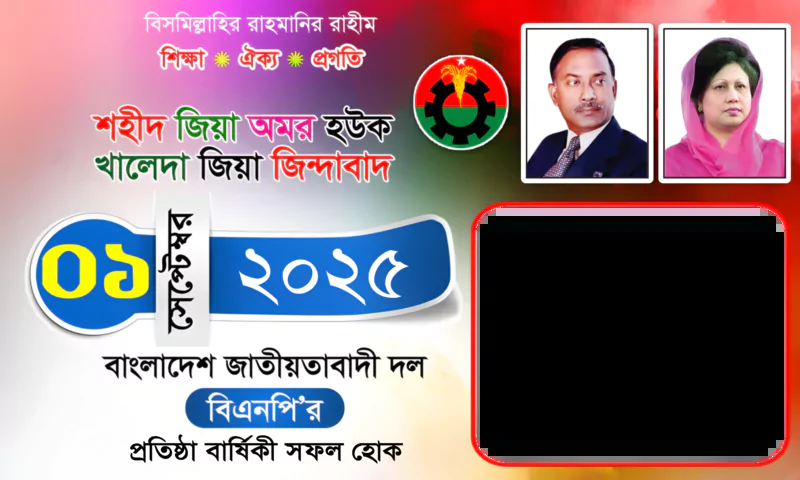 বিসমিল্লাহির রাহমানির রাহীম
শিক্ষা ঐক্য প্রগতি
শহীদ জিয়া অমর হউক
খালেদা জিয়া জিন্দাবাদ
০১ সেপ্টেম্বর ২০২৫
বাংলাদেশ জাতীয়তাবাদী দল
বিএনপি’র
প্রতিষ্ঠা বার্ষিকী সফল হোক